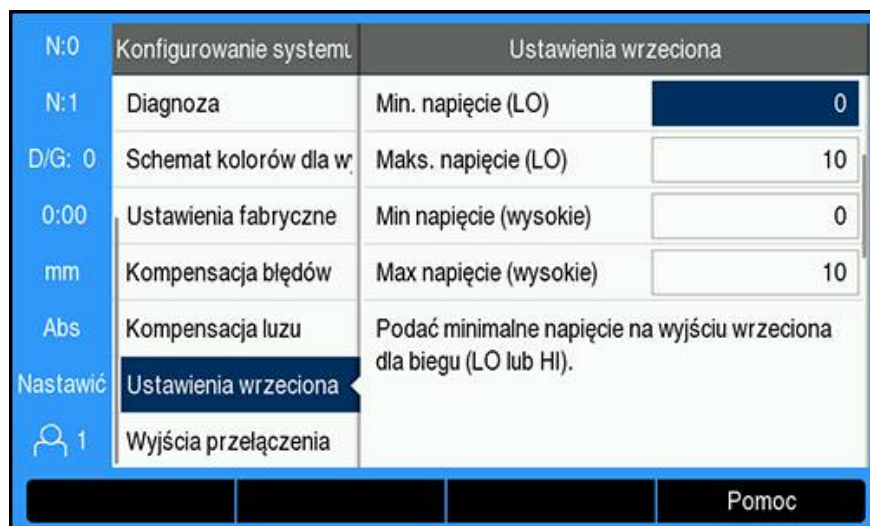 N:0
N:1
D/G: 0
0:00
mm
Abs
Nastawić
1
Konfigurowanie systemu
Diagnoza
Schemat kolorów dla wy
Ustawienia fabryczne
Kompensacja błędów
Kompensacja luzu
Ustawienia wrzeciona
Wyjścia przełączenia
Ustawienia wrzeciona
Min. napięcie (LO) 0
Maks. napięcie (LO) 10
Min napięcie (wysokie) 0
Max napięcie (wysokie) 10
Podać minimalne napięcie na wyjściu wrzeciona
dla biegu (LO lub HI).
Pomoc